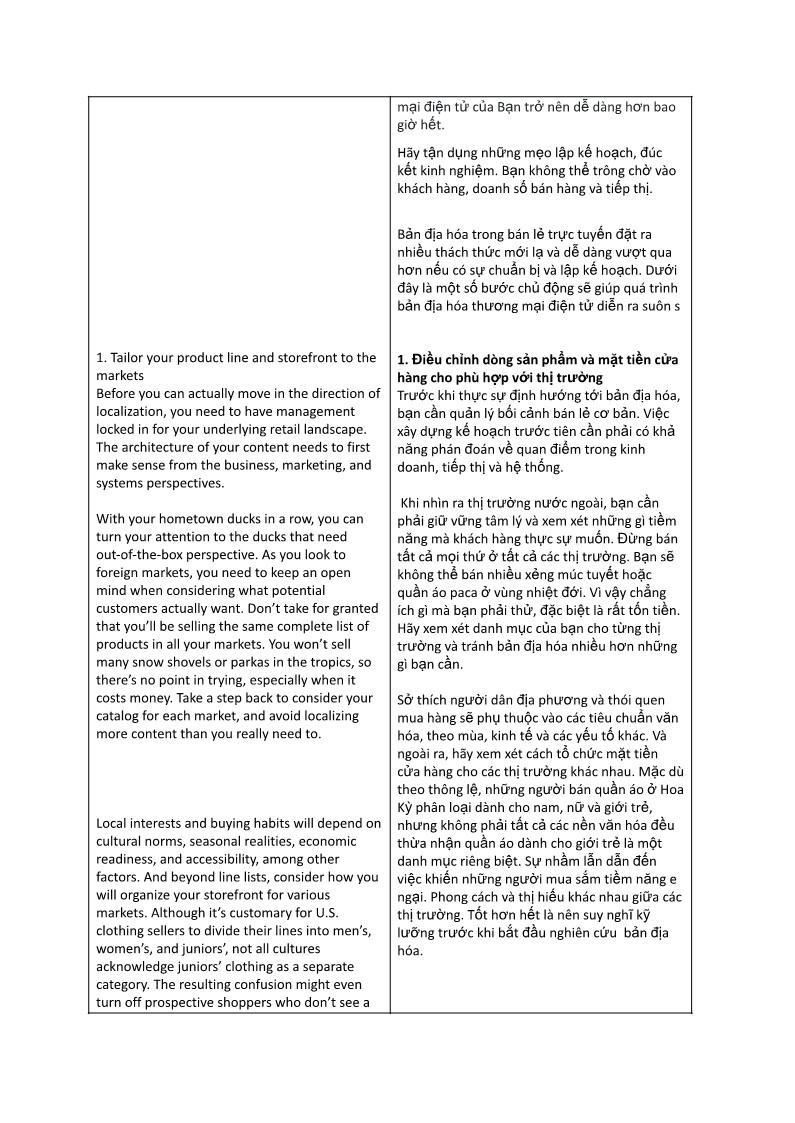 mại điện tử của Bạn trở nên dễ dàng hơn bao
giờ hết.
Hãy tận dụng những mẹo lập kế hoạch, đúc
kết kinh nghiệm. Bạn không thể trông chờ vào
khách hàng, doanh số bán hàng và tiếp thị.
Bản địa hóa trong bán lẻ trực tuyến đặt ra
nhiều thách thức mới lạ và dễ dàng vượt qua
hơn nếu có sự chuẩn bị và lập kế hoạch. Dưới
đây là một số bước chủ động sẽ giúp quá trình
bản địa hóa thương mại điện tử diễn ra suôn s
1. Tailor your product line and storefront to the
markets
Before you can actually move in the direction of
localization, you need to have management
locked in for your underlying retail landscape.
The architecture of your content needs to first
make sense from the business, marketing, and
systems perspectives.
With your hometown ducks in a row, you can
turn your attention to the ducks that need
out-of-the-box perspective. As you look to
foreign markets, you need to keep an open
mind when considering what potential
customers actually want. Don’t take for granted
that you’ll be selling the same complete list of
products in all your markets. You won’t sell
many snow shovels or parkas in the tropics, so
there’s no point in trying, especially when it
costs money. Take a step back to consider your
catalog for each market, and avoid localizing
more content than you really need to.
Local interests and buying habits will depend on
cultural norms, seasonal realities, economic
readiness, and accessibility, among other
factors. And beyond line lists, consider how you
will organize your storefront for various
markets. Although it’s customary for U.S.
clothing sellers to divide their lines into men’s,
women’s, and juniors’, not all cultures
acknowledge juniors’ clothing as a separate
category. The resulting confusion might even
turn off prospective shoppers who don’t see a
1. Điều chỉnh dòng sản phẩm và mặt tiền cửa
hàng cho phù hợp với thị trường
Trước khi thực sự định hướng tới bản địa hóa,
bạn cần quản lý bối cảnh bán lẻ cơ bản. Việc
xây dựng kế hoạch trước tiên cần phải có khả
năng phán đoán về quan điểm trong kinh
doanh, tiếp thị và hệ thống.
Khi nhìn ra thị trường nước ngoài, bạn cần
phải giữ vững tâm lý và xem xét những gì tiềm
năng mà khách hàng thực sự muốn. Đừng bán
tất cả mọi thứ ở tất cả các thị trường. Bạn sẽ
không thể bán nhiều xẻng múc tuyết hoặc
quần áo paca ở vùng nhiệt đới. Vì vậy chẳng
ích gì mà bạn phải thử, đặc biệt là rất tốn tiền.
Hãy xem xét danh mục của bạn cho từng thị
trường và tránh bản địa hóa nhiều hơn những
gì bạn cần.
Sở thích người dân địa phương và thói quen
mua hàng sẽ phụ thuộc vào các tiêu chuẩn văn
hóa, theo mùa, kinh tế và các yếu tố khác. Và
ngoài ra, hãy xem xét cách tổ chức mặt tiền
cửa hàng cho các thị trường khác nhau. Mặc dù
theo thông lệ, những người bán quần áo ở Hoa
Kỳ phân loại dành cho nam, nữ và giới trẻ,
nhưng không phải tất cả các nền văn hóa đều
thừa nhận quần áo dành cho giới trẻ là một
danh mục riêng biệt. Sự nhầm lẫn dẫn đến
việc khiến những người mua sắm tiềm năng e
ngại. Phong cách và thị hiếu khác nhau giữa các
thị trường. Tốt hơn hết là nên suy nghĩ kỹ
lưỡng trước khi bắt đầu nghiên cứu  bản địa
hóa.